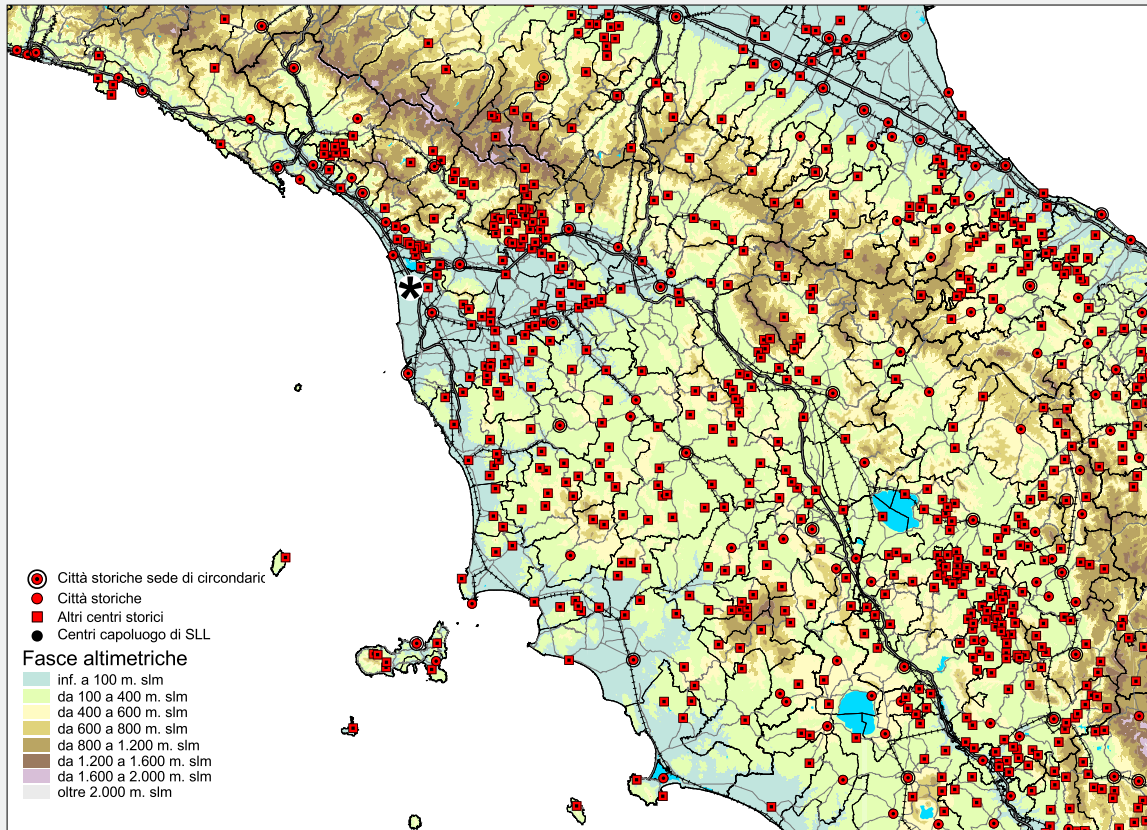 *
Città storiche sede di circondario
Città storiche
Altri centri storici
Centri capoluogo di SLL
Fasce altimetriche
inf. a 100 m. slm
da 100 a 400 m. slm
da 400 a 600 m. slm
da 600 a 800 m. slm
da 800 a 1.200 m. slm
da 1.200 a 1.600 m. slm
da 1.600 a 2.000 m. slm
oltre 2.000 m. slm